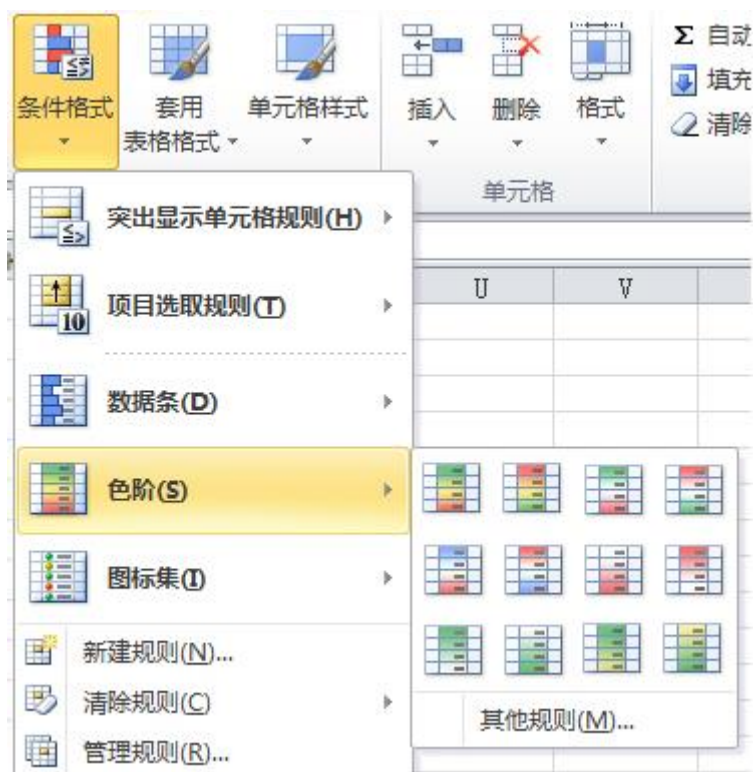 Σ 自动
填充
清除
条件格式
套用
表格格式
单元格样式
插入
删除
格式
单元格
U
V
突出显示单元格规则(H)
10
项目选取规则(T)
数据条(D)
色阶(S)
图标集(I)
新建规则(N)...
清除规则(C)
管理规则(R)...
其他规则(M)...